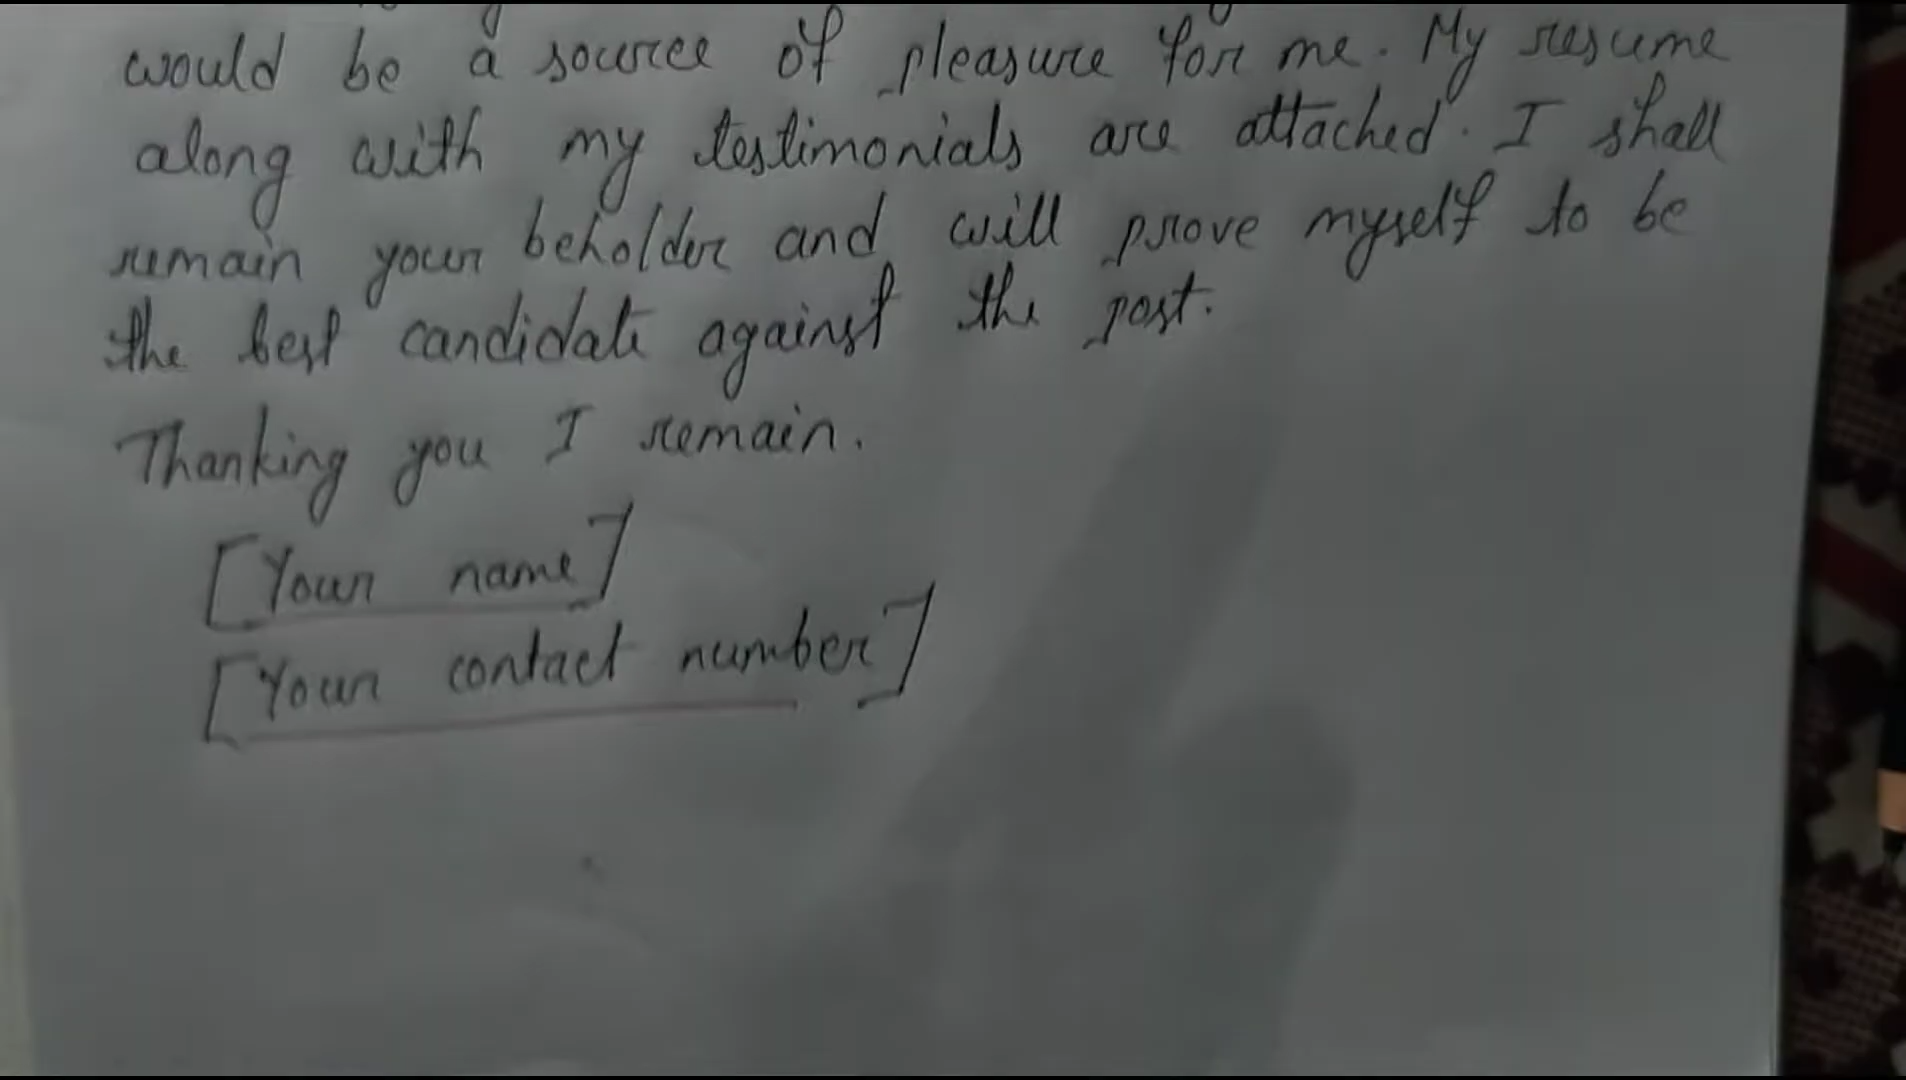 would be a source of pleasure for me. My resume
along with my testimonials are attached. I shall
remain your beholder and will prove myself to be
the best candidate against the post.
Thanking you I remain.
[Your name]
[Your contact number]